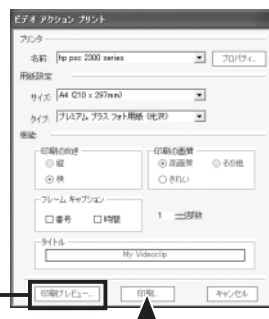 ビデオ アクション プリント
プリンタ
名前: hp psc 2300 series プロパティ...
用紙設定
サイズ: A4 (210 x 297mm)
タイプ: プレミアム プラス フォト用紙 (光沢)
機能
印刷の向き 印刷の画質
縦 高画質 その他
横 きれい
フレーム キャプション
番号 時間 1 部数
タイトル
My Videoclip
印刷プレビュー... 印刷... キャンセル